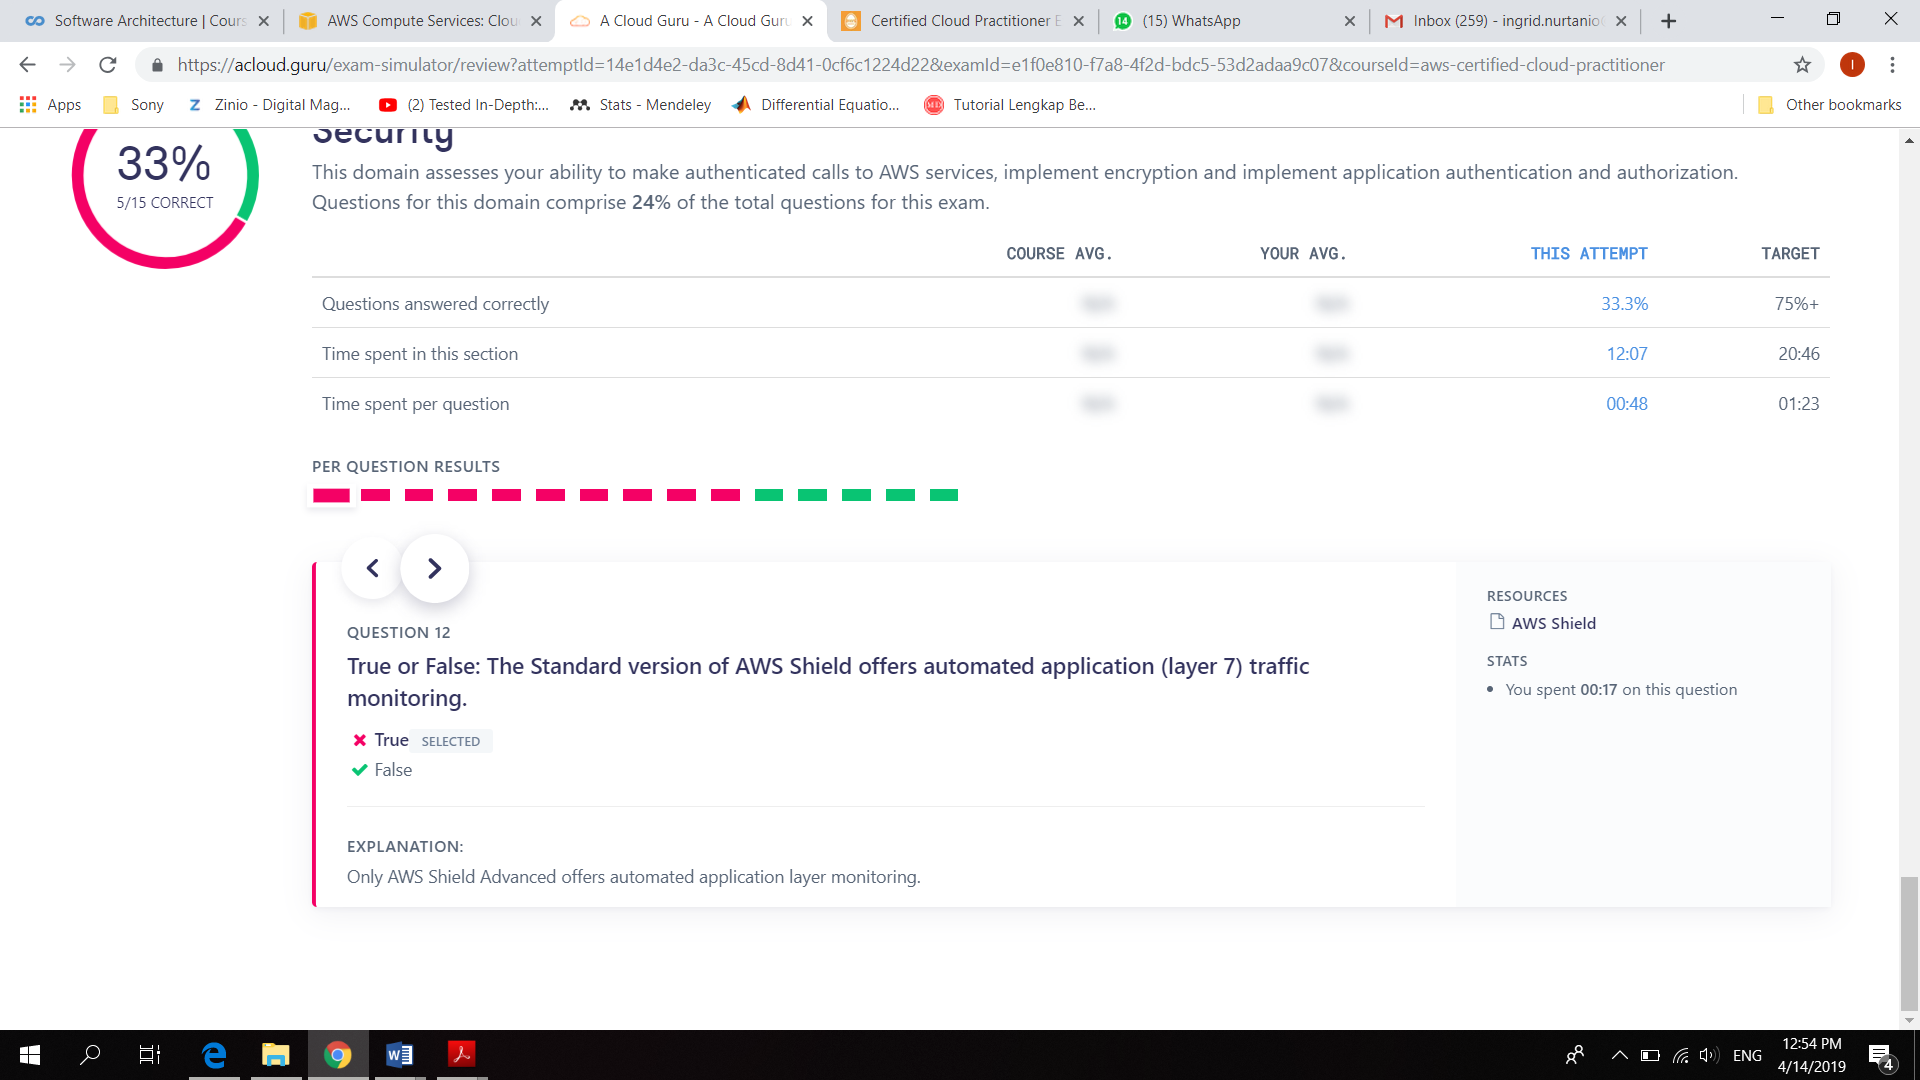 Software Architecture | Cours
AWS Compute Services: Clou
A Cloud Guru - A Cloud Guru
Certified Cloud Practitioner E
14
(15) WhatsApp
Inbox (259) - ingrid.nurtanio
https://acloud.guru/exam-simulator/review?attemptId=14e1d4e2-da3c-45cd-8d41-0cf6c1224d22&examId=e1f0e810-f7a8-4f2d-bdc5-53d2adaa9c07&courseId=aws-certified-cloud-practitioner
I
Apps
Sony
Z Zinio - Digital Mag...
(2) Tested In-Depth:...
Stats - Mendeley
Differential Equatio...
Tutorial Lengkap Be...
Other bookmarks
33%
5/15 CORRECT
Security
This domain assesses your ability to make authenticated calls to AWS services, implement encryption and implement application authentication and authorization.
Questions for this domain comprise 24% of the total questions for this exam.
COURSE AVG. YOUR AVG. THIS ATTEMPT TARGET
Questions answered correctly 33.3% 75%+
Time spent in this section 12:07 20:46
Time spent per question 00:48 01:23
PER QUESTION RESULTS
QUESTION 12
True or False: The Standard version of AWS Shield offers automated application (layer 7) traffic
monitoring.
True SELECTED
False
EXPLANATION:
Only AWS Shield Advanced offers automated application layer monitoring.
RESOURCES
AWS Shield
STATS
You spent 00:17 on this question
ENG
12:54 PM
4/14/2019
4